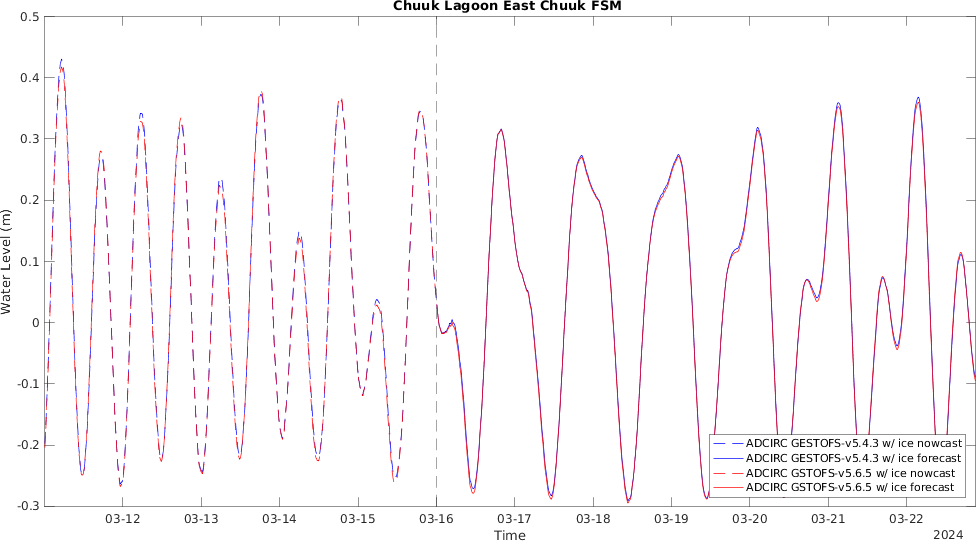 Chuuk Lagoon East Chuuk FSM
0.5
0.4
0.3
0.2
0.1
0
-0.1
-0.2
-0.3
Water Level (m)
ADCIRC GESTOFS-v5.4.3 w/ ice nowcast
ADCIRC GESTOFS-v5.4.3 w/ ice forecast
ADCIRC GSTOFS-v5.6.5 w/ ice nowcast
ADCIRC GSTOFS-v5.6.5 w/ ice forecast
03-12 03-13 03-14 03-15 03-16 03-17 03-18 03-19 03-20 03-21 03-22
Time
2024